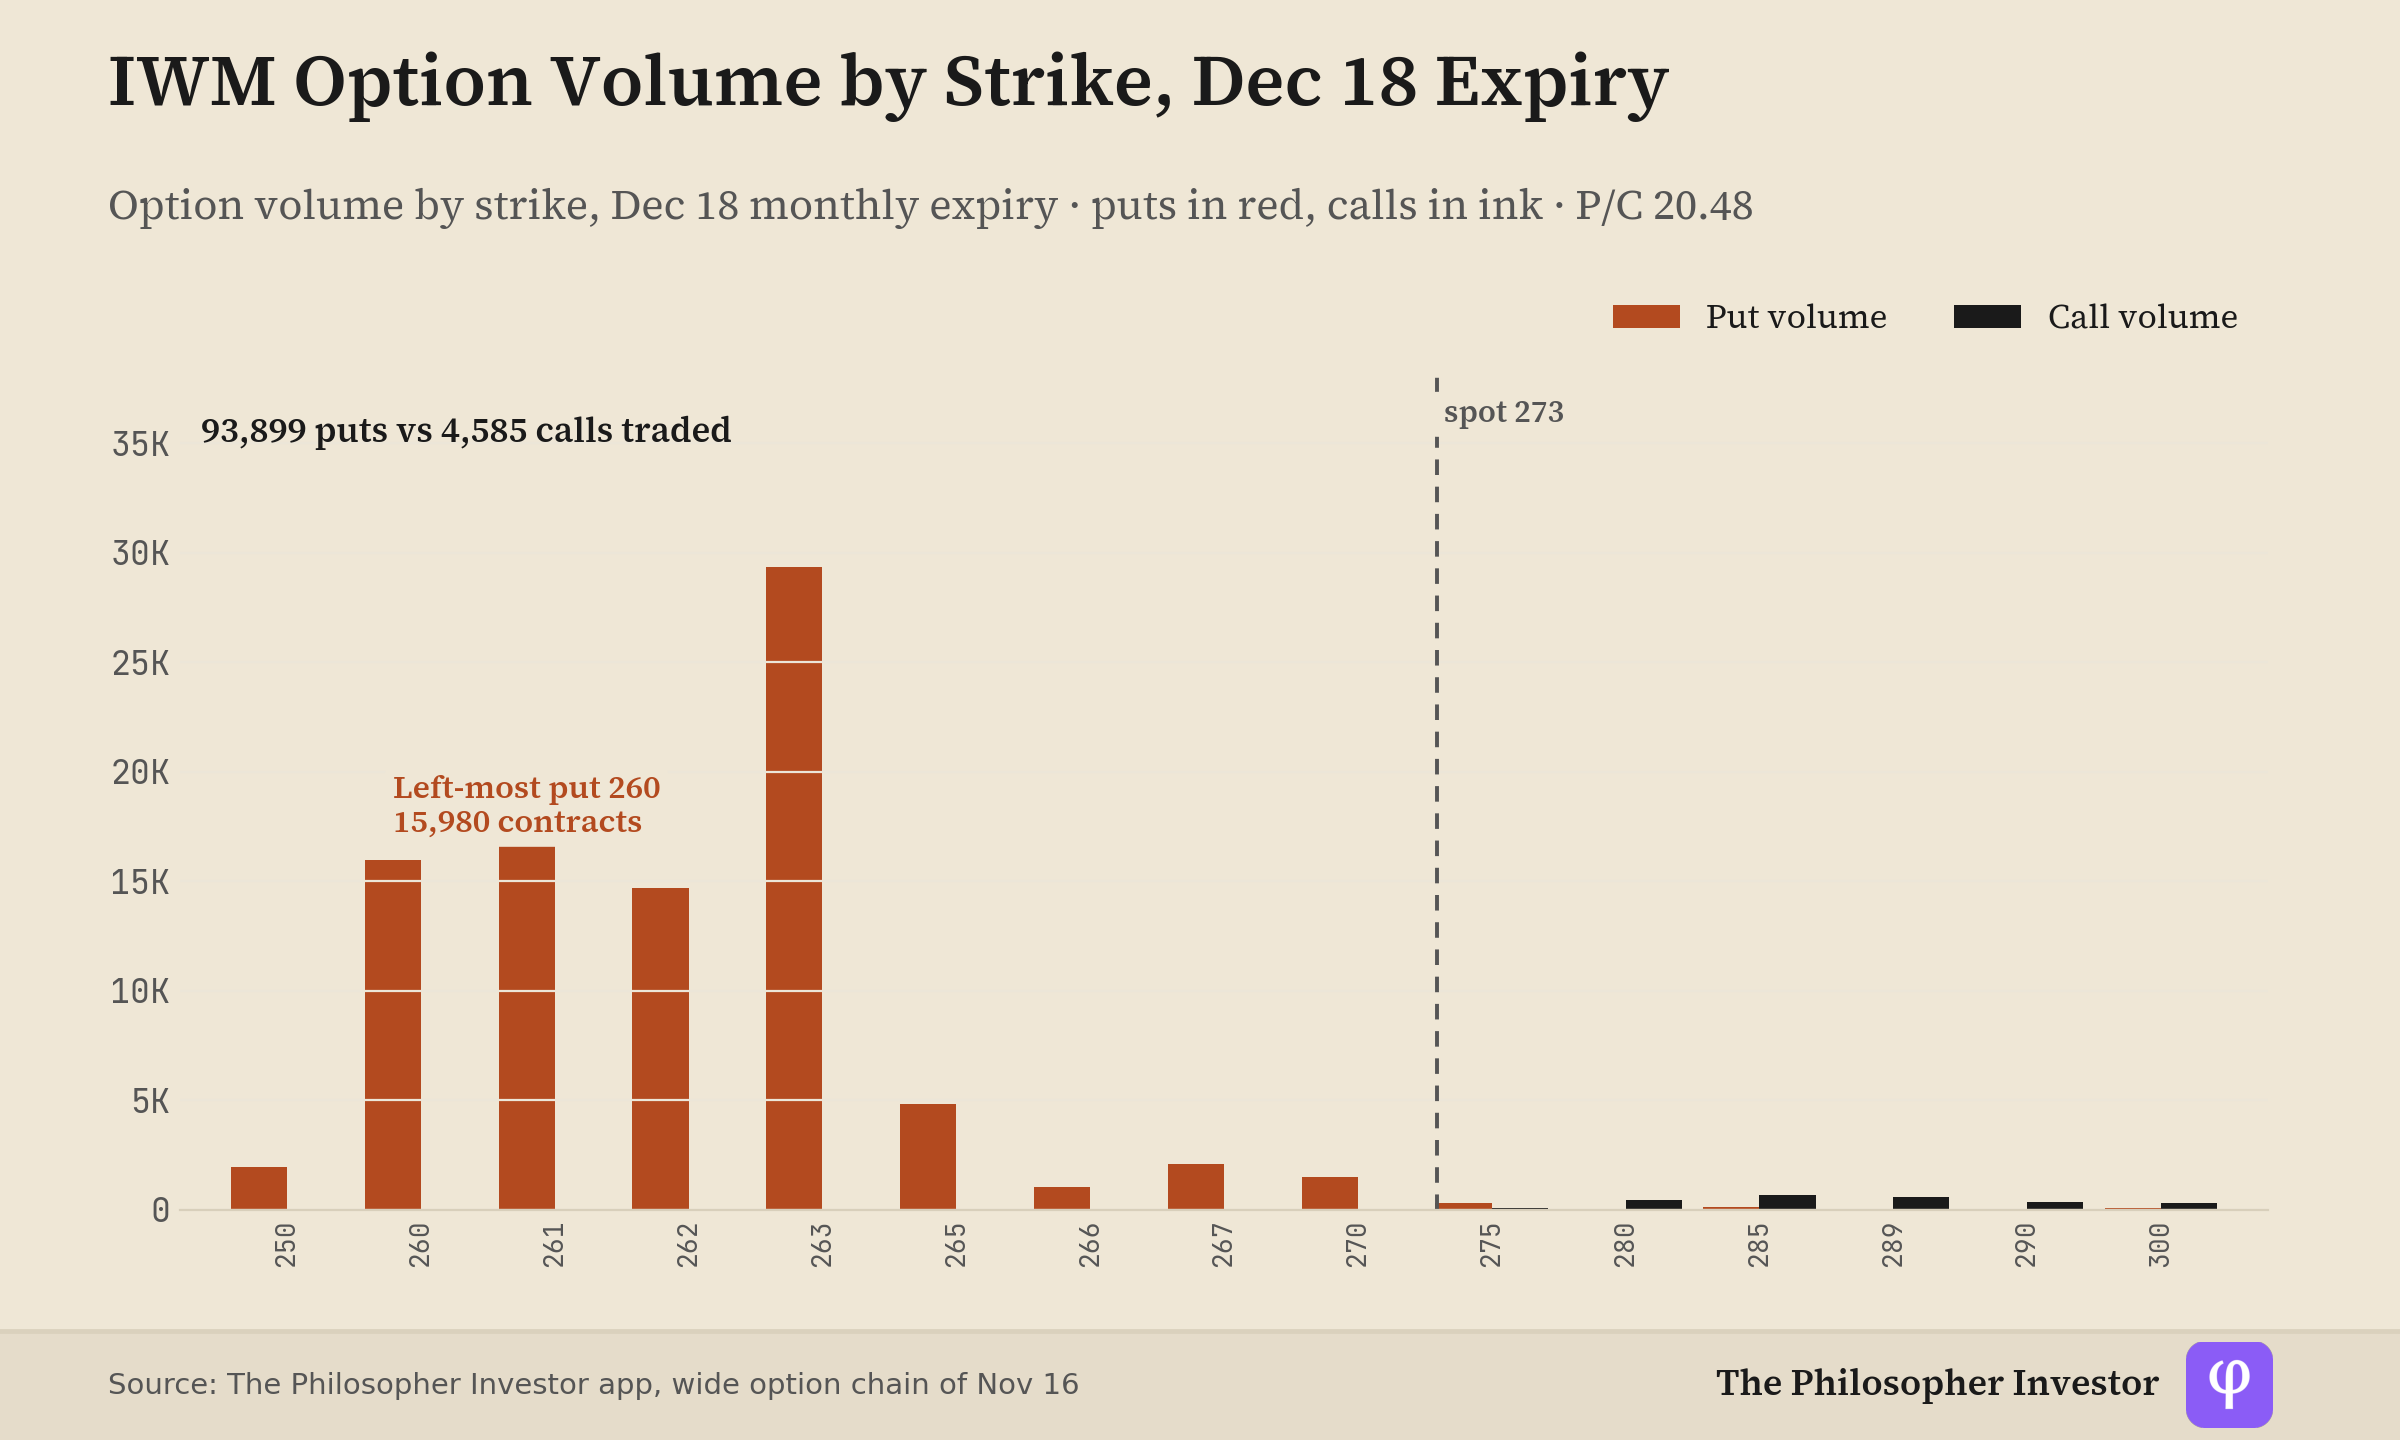 IWM Option Volume by Strike, Dec 18 Expiry
Option volume by strike, Dec 18 monthly expiry · puts in red, calls in ink · P/C 20.48
Put volume
Call volume
spot 273
93,899 puts vs 4,585 calls traded
35K
30K
25K
20K
15K
10K
5K
0
Left-most put 260
15,980 contracts
250
260
261
262
263
265
266
267
270
275
280
285
289
290
300
Source: The Philosopher Investor app, wide option chain of Nov 16
The Philosopher Investor
φ